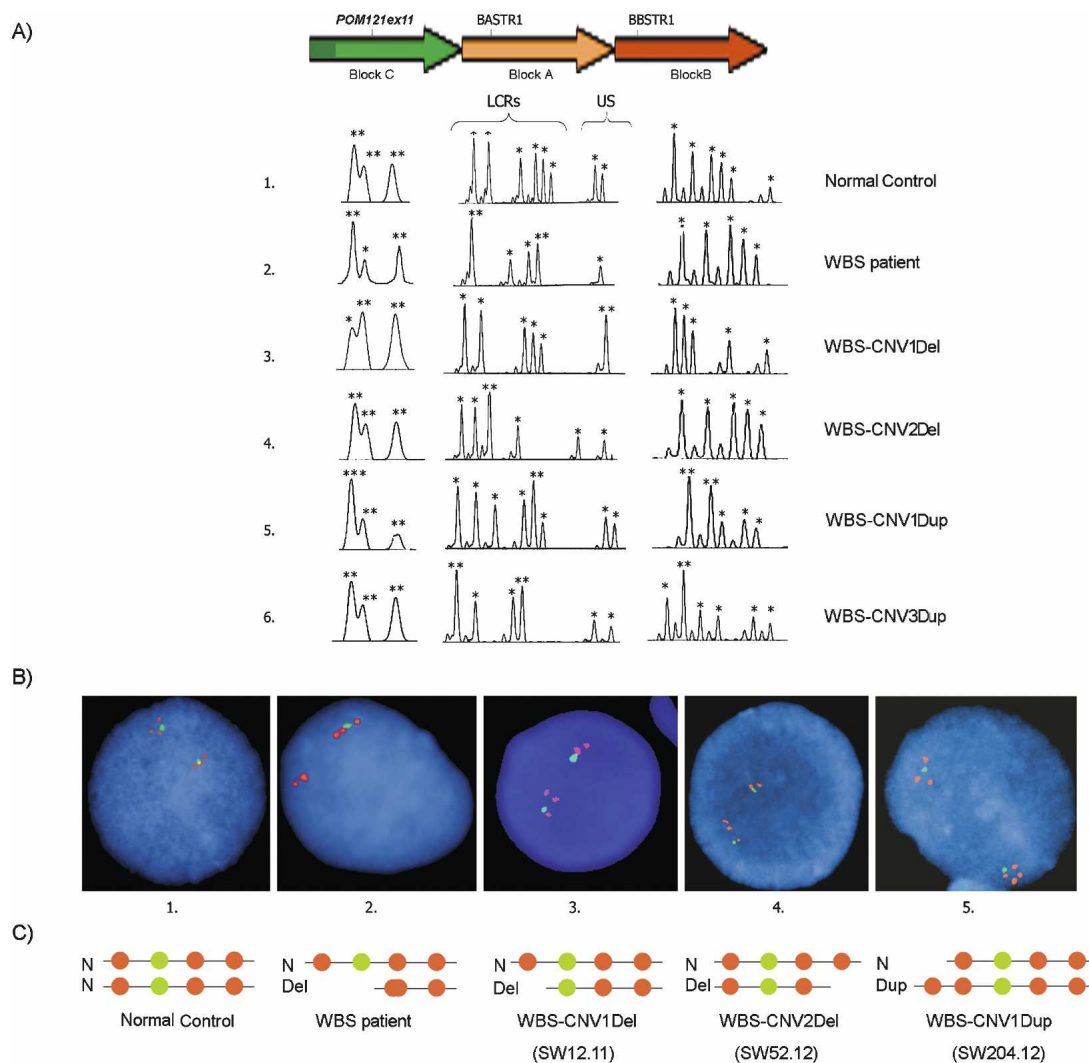 A)
POM121ex11 BASTR1 BBSTR1
Block C Block A BlockB
LCRs US
** ** ** * * * * * * * * * * * * * * *
1. Normal Control
** * ** ** * * ** * * * * * * *
2. WBS patient
* ** ** * * * * * ** * * * * *
3. WBS-CNV1Del
** ** ** * * ** * * * * * * * *
4. WBS-CNV2Del
*** ** ** * * * * ** * * * ** ** * * *
5. WBS-CNV1Dup
** ** ** ** * * ** * * * ** * * * *
6. WBS-CNV3Dup
B)
1. 2. 3. 4. 5.
C)
N N N N N
N Del Del Del Dup
Normal Control WBS patient WBS-CNV1Del WBS-CNV2Del WBS-CNV1Dup
(SW12.11) (SW52.12) (SW204.12)